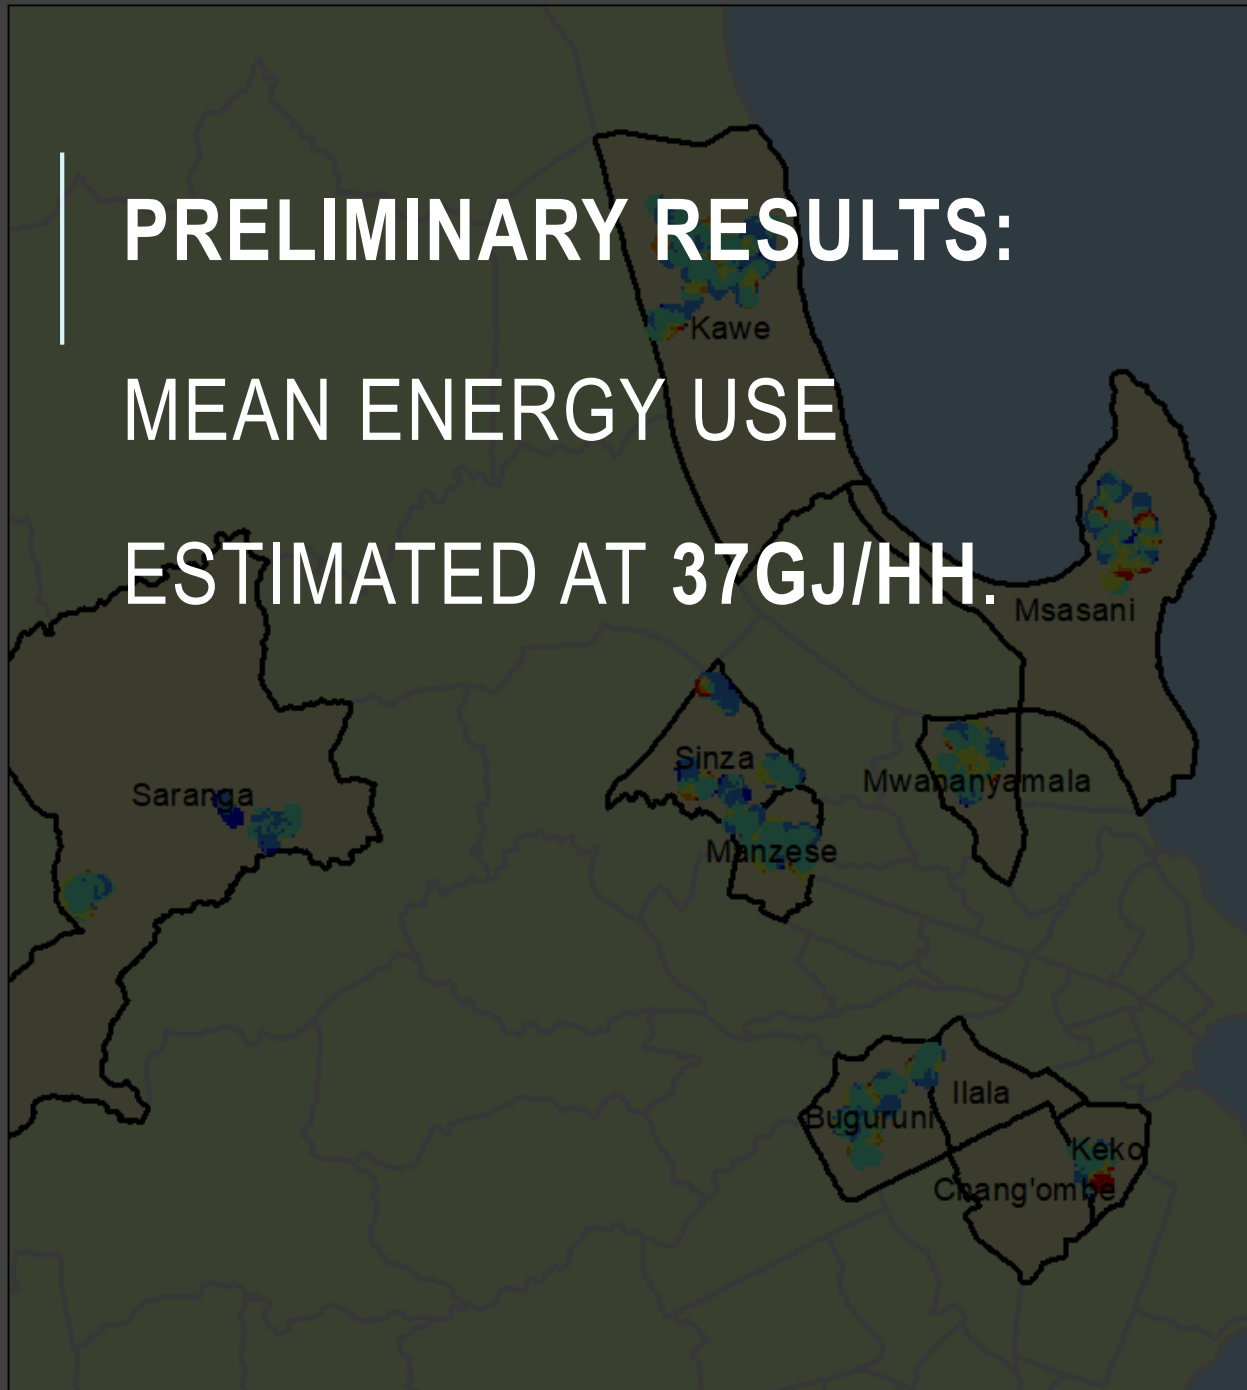 PRELIMINARY RESULTS:
MEAN ENERGY USE
ESTIMATED AT 37GJ/HH.
Kawe
Msasani
Sinza
Mwananyamala
Saranga
Manzese
Ilala
Buguruni
Keko
Chang'ombe